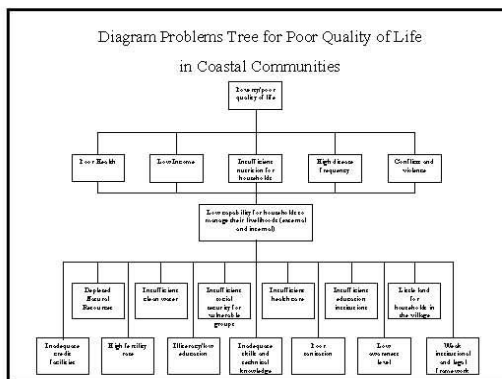 Diagram Problems Tree for Poor Quality of Life
in Coastal Communities
Poverty/poor
quality of life
Poor Health
Low Income
Insufficient
nutrition for
households
High disease
frequency
Conflicts and
violence
Low capability for households to
manage their livelihoods (external
and internal)
Depleted
Natural
Resources
Insufficient
clean water
Insufficient
social
security for
vulnerable
groups
Insufficient
health care
Insufficient
education
institutions
Little land
for
households in
the village
Inadequate
credit
facilities
High fertility
rate
Illiteracy/low
education
Inadequate
skills and
technical
knowledge
Poor
sanitation
Low
awareness
level
Weak
institutional
and legal
framework